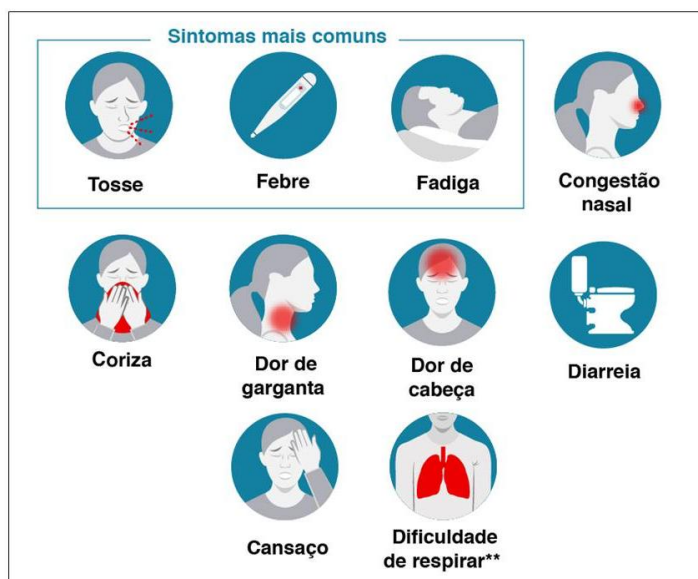 Sintomas mais comuns
Tosse
Febre
Fadiga
Congestão
nasal
Coriza
Dor de
garganta
Dor de
cabeça
Diarreia
Cansaço
Dificuldade
de respirar**